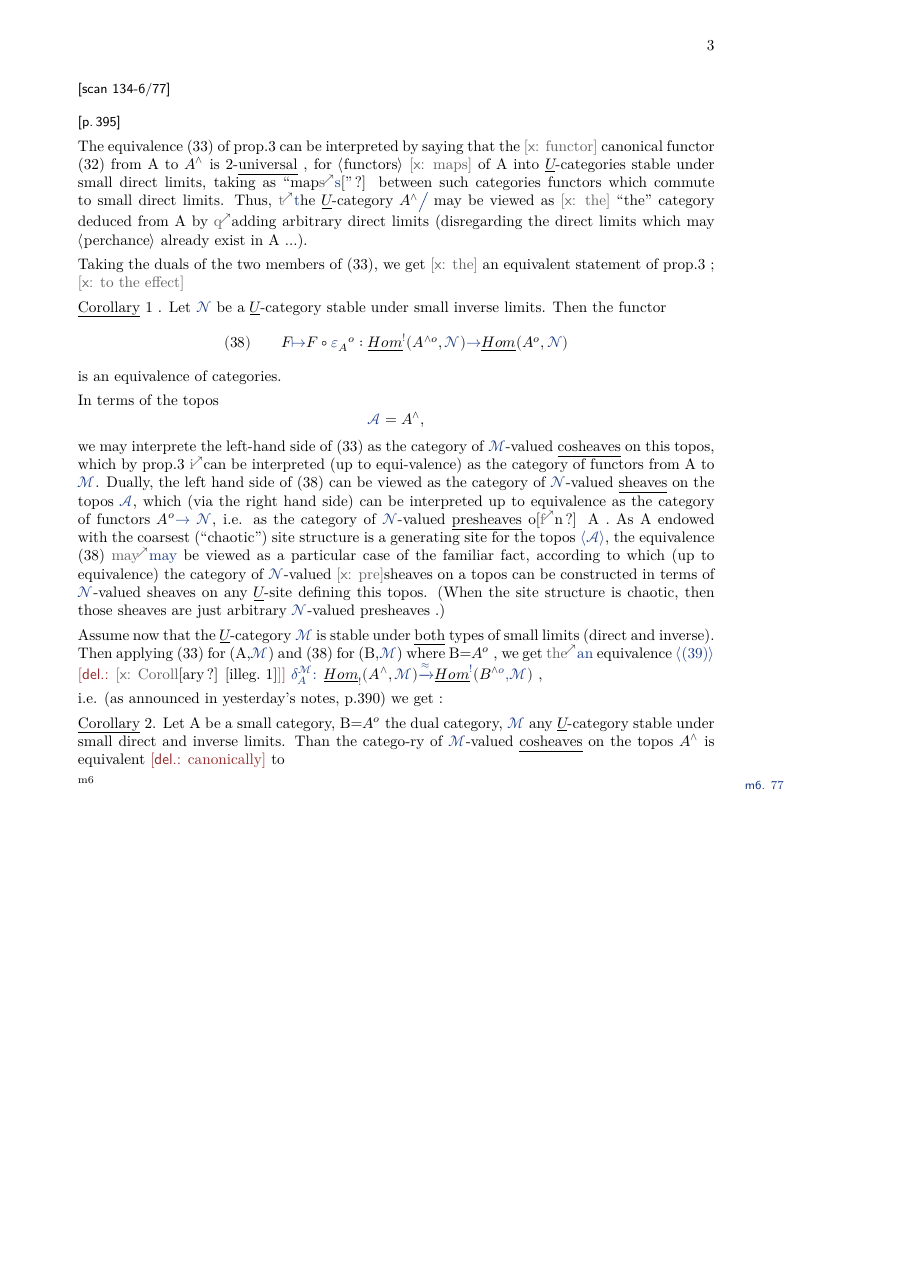 3
[scan 134-6/77]
[p. 395]
The equivalence (33) of prop.3 can be interpreted by saying that the [x: functor] canonical functor
(32) from A to A^ is 2-universal , for ⟨functors⟩ [x: maps] of A into U-categories stable under
small direct limits, taking as “maps↗s[” ?] between such categories functors which commute
to small direct limits. Thus, t↗the U-category A^/ may be viewed as [x: the] “the” category
deduced from A by q↗adding arbitrary direct limits (disregarding the direct limits which may
⟨perchance⟩ already exist in A ...).
Taking the duals of the two members of (33), we get [x: the] an equivalent statement of prop.3 ;
[x: to the effect]
Corollary 1 . Let 𝒩 be a U-category stable under small inverse limits. Then the functor
(38) F↦F ∘ ε_A° : Hom^!(A^°, 𝒩)→Hom(A°, 𝒩)
is an equivalence of categories.
In terms of the topos
𝒜 = A^,
we may interprete the left-hand side of (33) as the category of ℳ-valued cosheaves on this topos,
which by prop.3 i↗can be interpreted (up to equi-valence) as the category of functors from A to
ℳ. Dually, the left hand side of (38) can be viewed as the category of 𝒩-valued sheaves on the
topos 𝒜, which (via the right hand side) can be interpreted up to equivalence as the category
of functors A°→ 𝒩, i.e. as the category of 𝒩-valued presheaves o[f↗n ?] A . As A endowed
with the coarsest (“chaotic”) site structure is a generating site for the topos ⟨𝒜⟩, the equivalence
(38) may↗may be viewed as a particular case of the familiar fact, according to which (up to
equivalence) the category of 𝒩-valued [x: pre]sheaves on a topos can be constructed in terms of
𝒩-valued sheaves on any U-site defining this topos. (When the site structure is chaotic, then
those sheaves are just arbitrary 𝒩-valued presheaves .)
Assume now that the U-category ℳ is stable under both types of small limits (direct and inverse).
Then applying (33) for (A,ℳ) and (38) for (B,ℳ) where B=A° , we get the↗an equivalence ⟨(39)⟩
[del.: [x: Coroll[ary ?] [illeg. 1]]] δ_A^ℳ : Hom_!(A^, ℳ)→≈Hom^!(B^°,ℳ) ,
i.e. (as announced in yesterday’s notes, p.390) we get :
Corollary 2. Let A be a small category, B=A° the dual category, ℳ any U-category stable under
small direct and inverse limits. Than the catego-ry of ℳ-valued cosheaves on the topos A^ is
equivalent [del.: canonically] to
m6
m6. 77